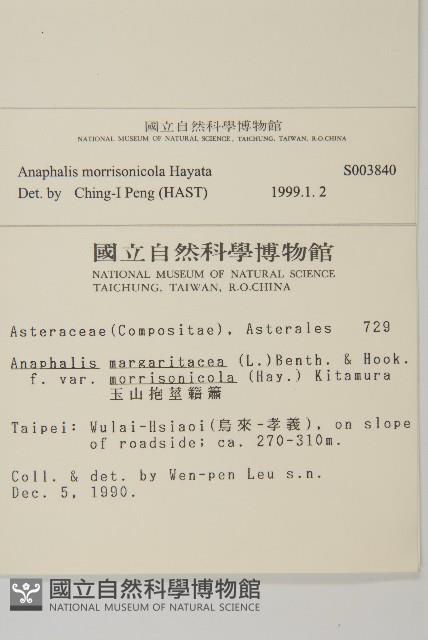 國立自然科學博物館
NATIONAL MUSEUM OF NATURAL SCIENCE, TAICHUNG, TAIWAN, R.O.CHINA
Anaphalis morrisonicola Hayata S003840
Det. by Ching-I Peng (HAST) 1999.1. 2
國立自然科學博物館
NATIONAL MUSEUM OF NATURAL SCIENCE
TAICHUNG, TAIWAN, R.O.CHINA
Asteraceae(Compositae), Asterales 729
Anaphalis margaritacea (L.)Benth. & Hook.
f. var. morrisonicola (Hay.) Kitamura
玉山抱莖籟簫
Taipei: Wulai-Hsiaoi(烏來-孝義), on slope
of roadside; ca. 270-310m.
Coll. & det. by Wen-pen Leu s.n.
Dec. 5, 1990.
國立自然科學博物館
NATIONAL MUSEUM OF NATURAL SCIENCE